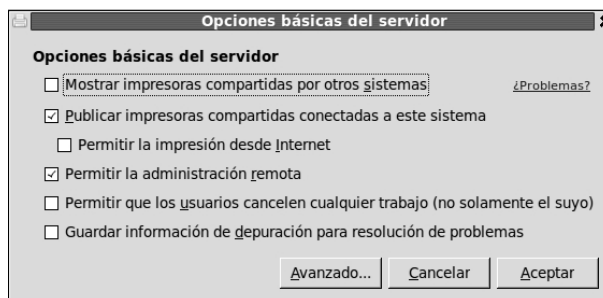 Opciones básicas del servidor
Opciones básicas del servidor
Mostrar impresoras compartidas por otros sistemas ¿Problemas?
Publicar impresoras compartidas conectadas a este sistema
Permitir la impresión desde Internet
Permitir la administración remota
Permitir que los usuarios cancelen cualquier trabajo (no solamente el suyo)
Guardar información de depuración para resolución de problemas
Avanzado... Cancelar Aceptar